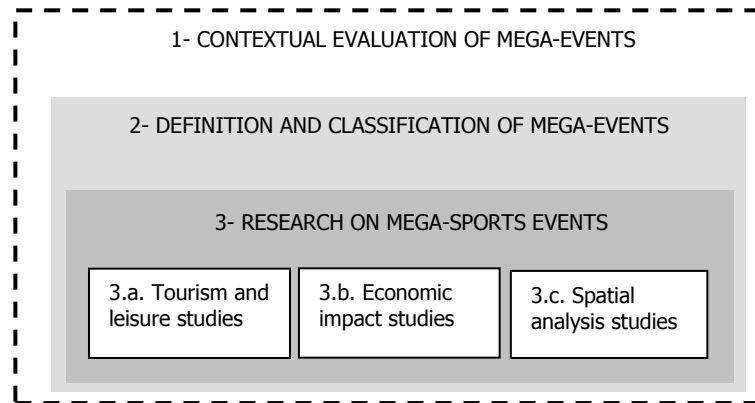 1- CONTEXTUAL EVALUATION OF MEGA-EVENTS
2- DEFINITION AND CLASSIFICATION OF MEGA-EVENTS
3- RESEARCH ON MEGA-SPORTS EVENTS
3.a. Tourism and
leisure studies
3.b. Economic
impact studies
3.c. Spatial
analysis studies